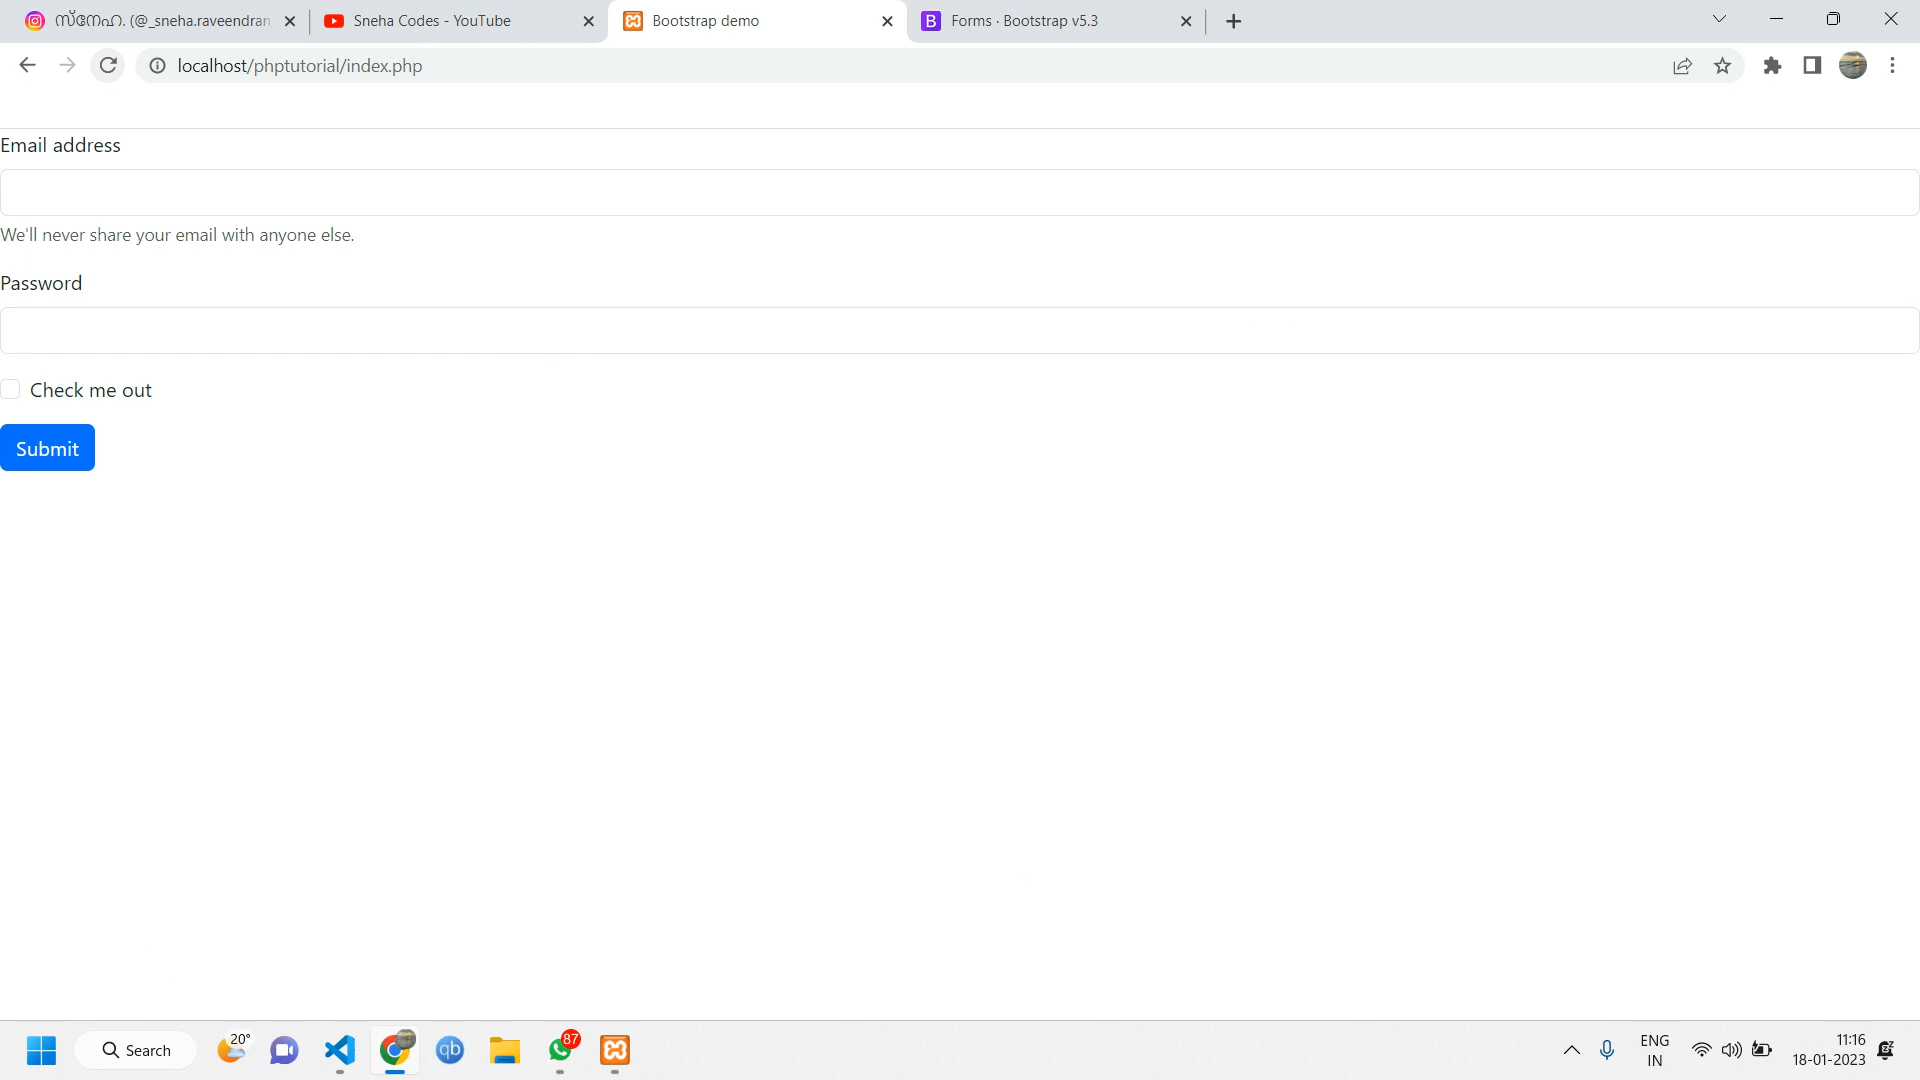 സ്നേഹ. (@_sneha.raveendran
Sneha Codes - YouTube
Bootstrap demo
Forms · Bootstrap v5.3
localhost/phptutorial/index.php
Email address
We'll never share your email with anyone else.
Password
Check me out
Submit
Search
20°
qb
87
ENG
IN
11:16
18-01-2023